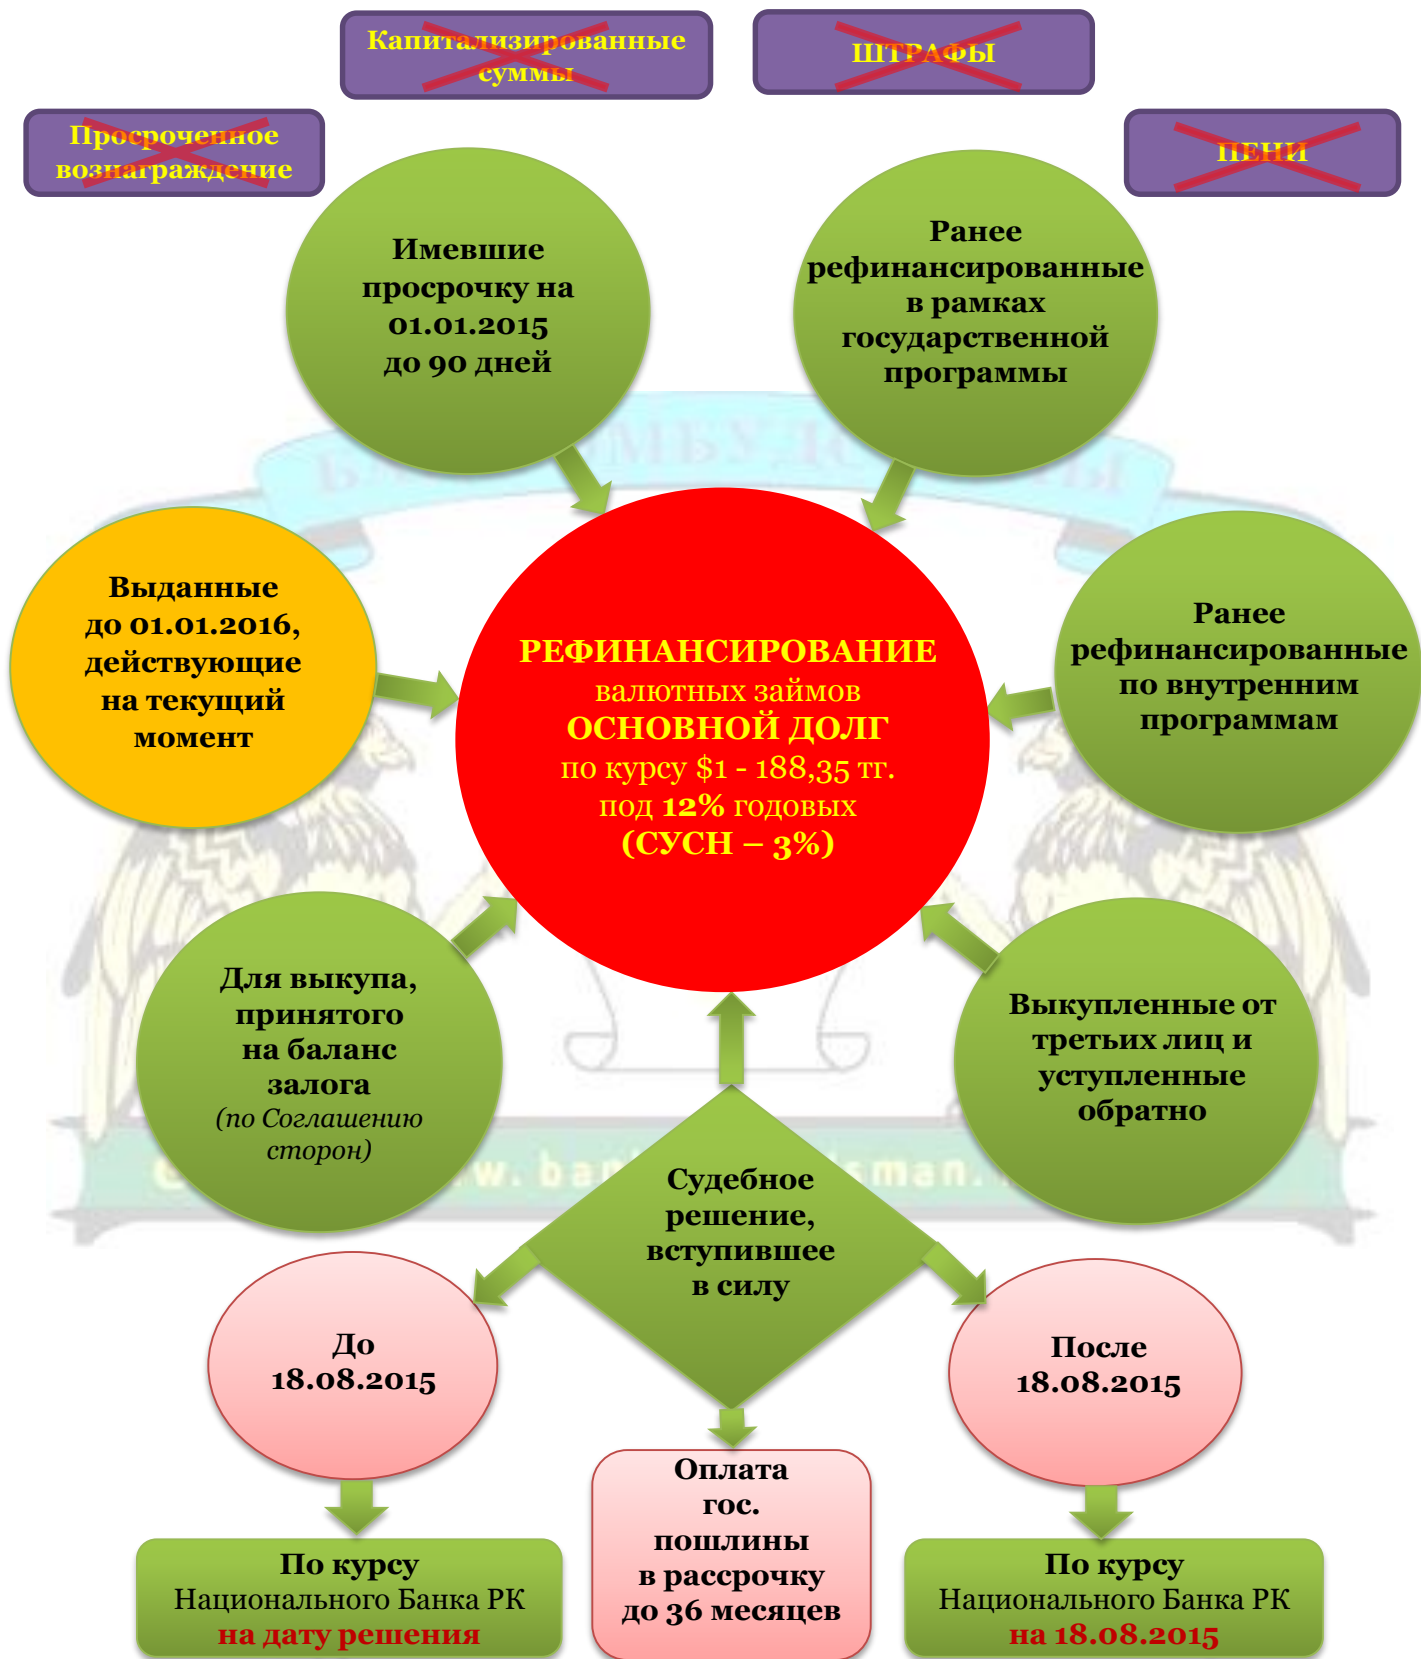 Капитализированные
суммы
ШТРАФЫ
Просроченное
вознаграждение
ПЕНИ
Имевшие
просрочку на
01.01.2015
до 90 дней
Ранее
рефинансированные
в рамках
государственной
программы
Выданные
до 01.01.2016,
действующие
на текущий
момент
РЕФИНАНСИРОВАНИЕ
валютных займов
ОСНОВНОЙ ДОЛГ
по курсу $1 - 188,35 тг.
под 12% годовых
(СУСН – 3%)
Ранее
рефинансированные
по внутренним
программам
Для выкупа,
принятого
на баланс
залога
(по Соглашению
сторон)
Выкупленные от
третьих лиц и
уступленные
обратно
Судебное
решение,
вступившее
в силу
До
18.08.2015
После
18.08.2015
Оплата
гос.
пошлины
в рассрочку
до 36 месяцев
По курсу
Национального Банка РК
на дату решения
По курсу
Национального Банка РК
на 18.08.2015